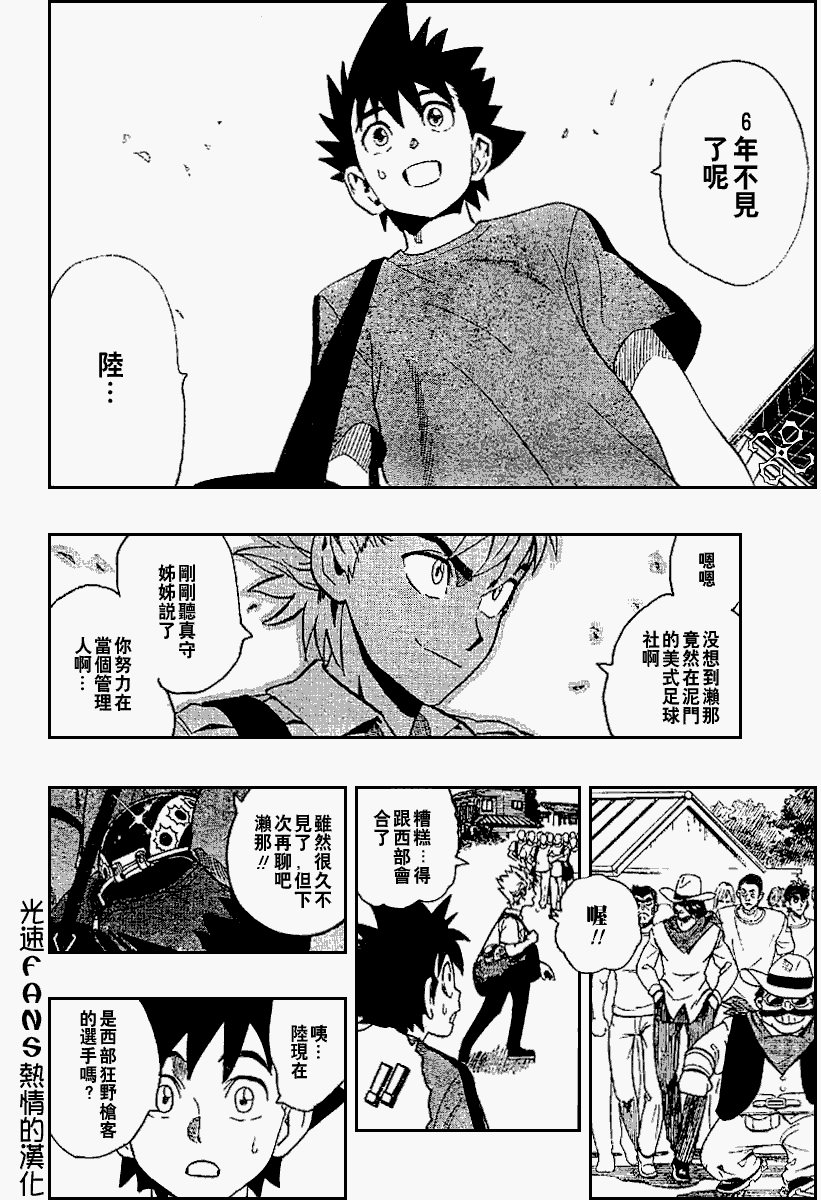 6年不見
了呢
陸…
嗯嗯
没想到瀨那
竟然在泥門
的美式足球
社啊
剛剛聽真守
姊姊説了
你努力在
當個管理
人啊…
喔!!
糟糕…得
跟西部會
合了
雖然很久不
見了,但下
次再聊吧
瀨那!!
!!
咦…
陸現在
是西部狂野槍客
的選手嗎?
光速FANS熱情的漢化